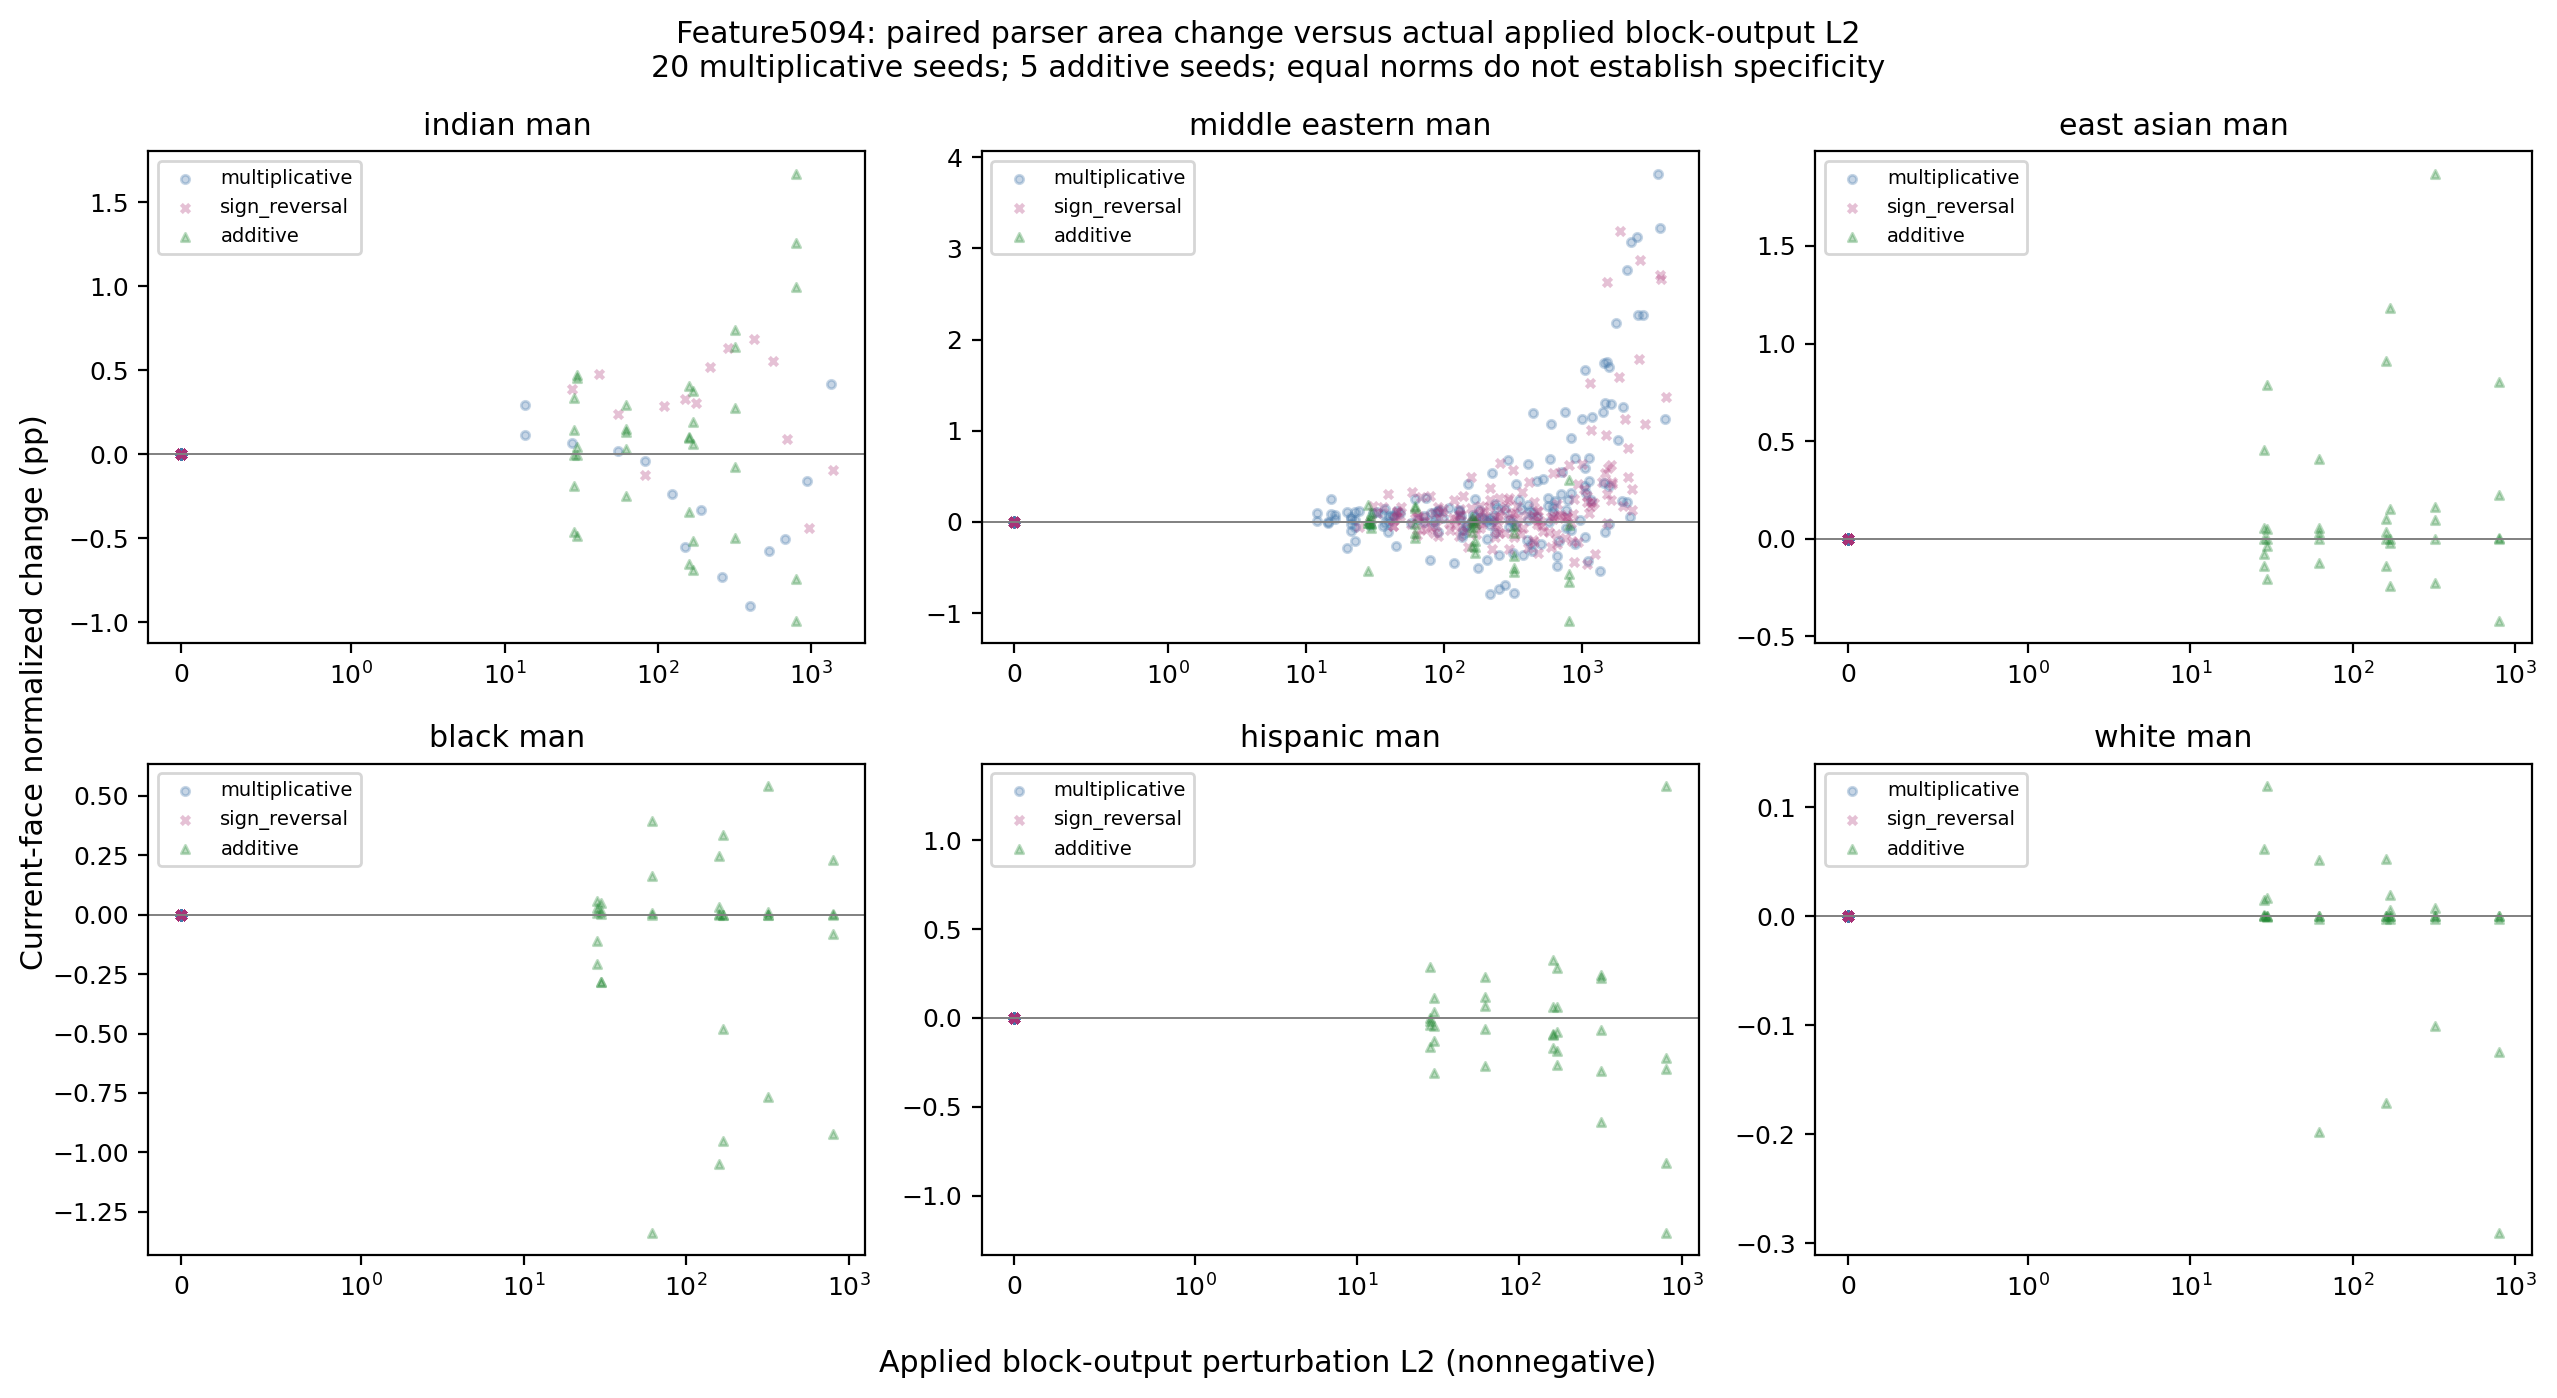 Feature5094: paired parser area change versus actual applied block-output L2
20 multiplicative seeds; 5 additive seeds; equal norms do not establish specificity
Current-face normalized change (pp)
indian man
multiplicative
sign_reversal
additive
1.5
1.0
0.5
0.0
−0.5
−1.0
0
10⁰
10¹
10²
10³
middle eastern man
multiplicative
sign_reversal
additive
4
3
2
1
0
−1
0
10⁰
10¹
10²
10³
east asian man
multiplicative
sign_reversal
additive
1.5
1.0
0.5
0.0
−0.5
0
10⁰
10¹
10²
10³
black man
multiplicative
sign_reversal
additive
0.50
0.25
0.00
−0.25
−0.50
−0.75
−1.00
−1.25
0
10⁰
10¹
10²
10³
hispanic man
multiplicative
sign_reversal
additive
1.0
0.5
0.0
−0.5
−1.0
0
10⁰
10¹
10²
10³
white man
multiplicative
sign_reversal
additive
0.1
0.0
−0.1
−0.2
−0.3
0
10⁰
10¹
10²
10³
Applied block-output perturbation L2 (nonnegative)